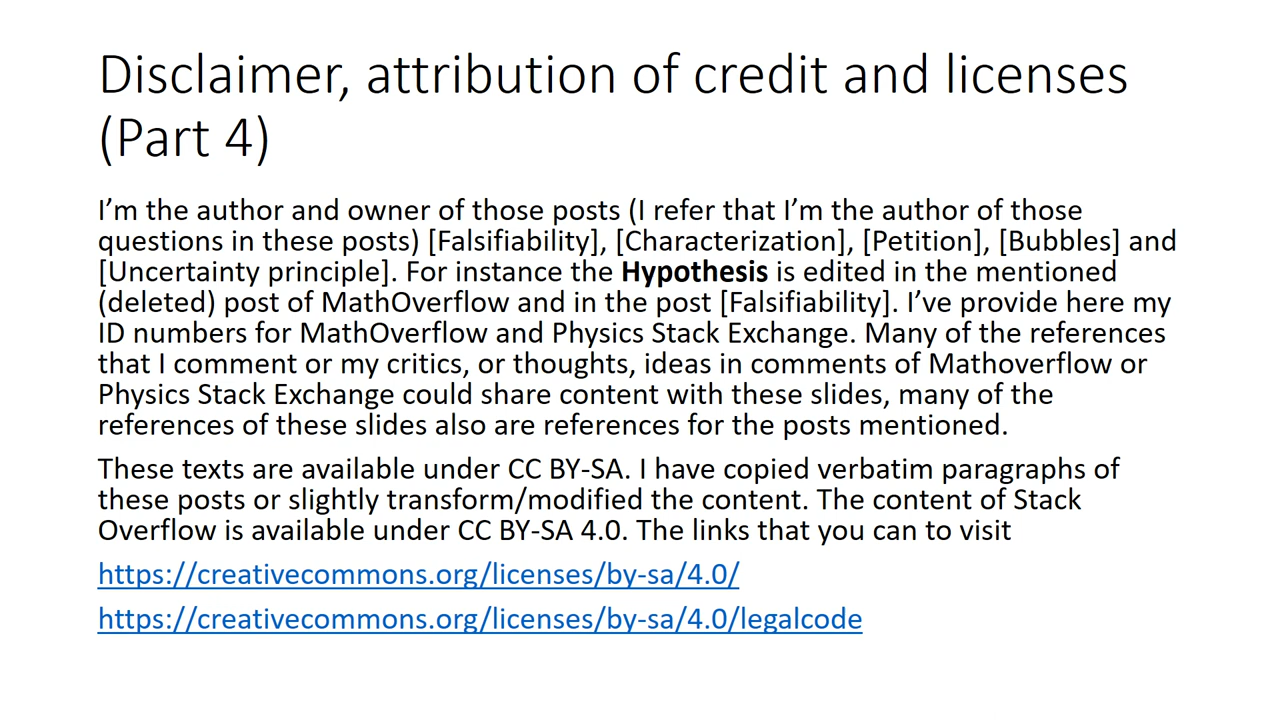 Disclaimer, attribution of credit and licenses
(Part 4)
I’m the author and owner of those posts (I refer that I’m the author of those
questions in these posts) [Falsifiability], [Characterization], [Petition], [Bubbles] and
[Uncertainty principle]. For instance the Hypothesis is edited in the mentioned
(deleted) post of MathOverflow and in the post [Falsifiability]. I’ve provide here my
ID numbers for MathOverflow and Physics Stack Exchange. Many of the references
that I comment or my critics, or thoughts, ideas in comments of Mathoverflow or
Physics Stack Exchange could share content with these slides, many of the
references of these slides also are references for the posts mentioned.
These texts are available under CC BY-SA. I have copied verbatim paragraphs of
these posts or slightly transform/modified the content. The content of Stack
Overflow is available under CC BY-SA 4.0. The links that you can to visit
https://creativecommons.org/licenses/by-sa/4.0/
https://creativecommons.org/licenses/by-sa/4.0/legalcode